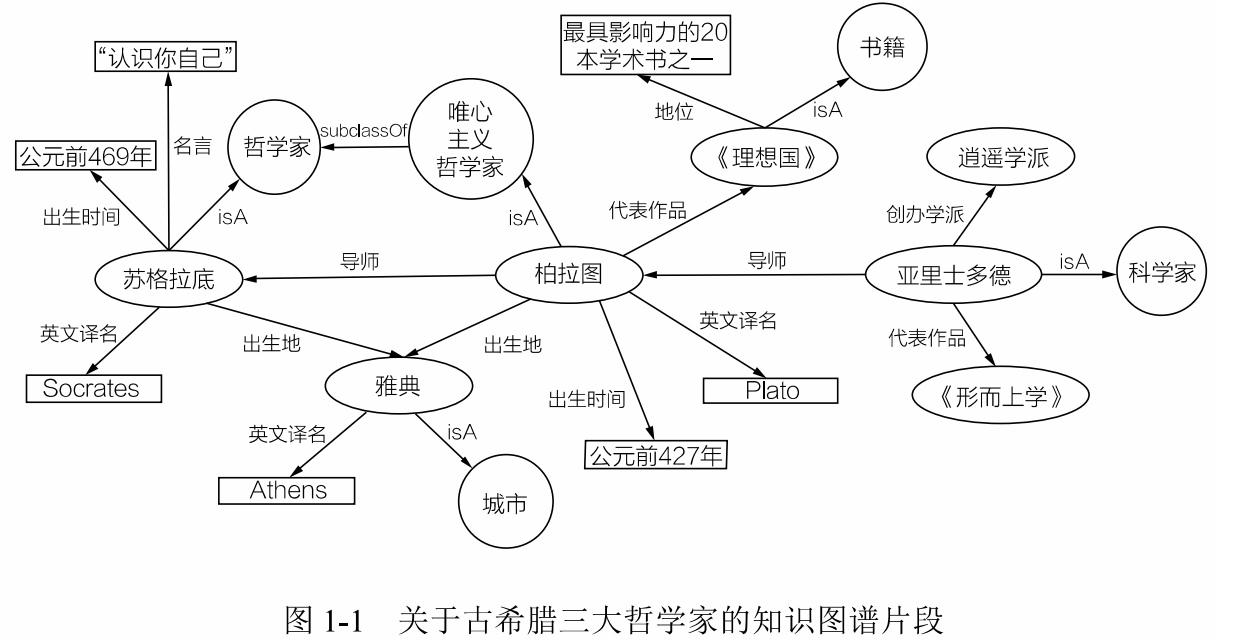 最具影响力的20
本学术书之一
书籍
“认识你自己”
地位
isA
唯心
主义
哲学家
subclassOf
哲学家
名言
公元前469年
《理想国》
逍遥学派
出生时间
isA
isA
代表作品
创办学派
苏格拉底
导师
柏拉图
导师
亚里士多德
isA
科学家
英文译名
出生地
出生地
英文译名
代表作品
Socrates
雅典
出生时间
Plato
《形而上学》
英文译名
isA
公元前427年
Athens
城市
图 1-1 关于古希腊三大哲学家的知识图谱片段